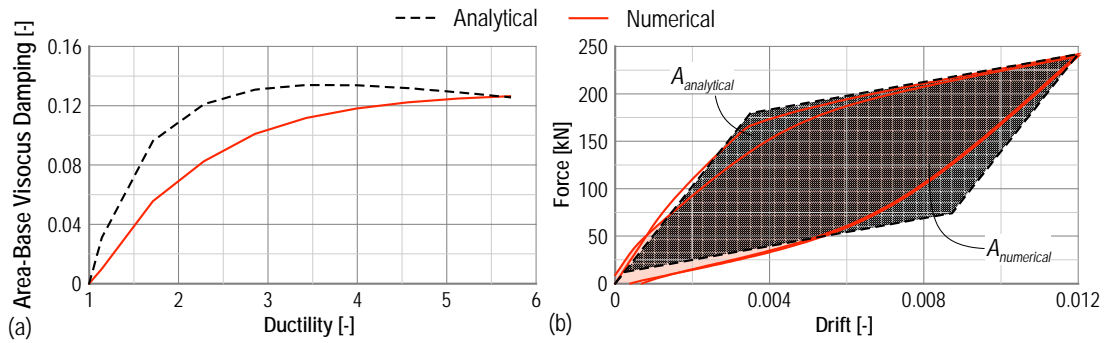 Analytical
Numerical
Area-Base Visocus Damping [-]
0.16
0.12
0.08
0.04
0
1
2
3
4
5
6
Ductility [-]
(a)
Force [kN]
250
200
150
100
50
0
0
0.004
0.008
0.012
Drift [-]
(b)
A analytical
A numerical